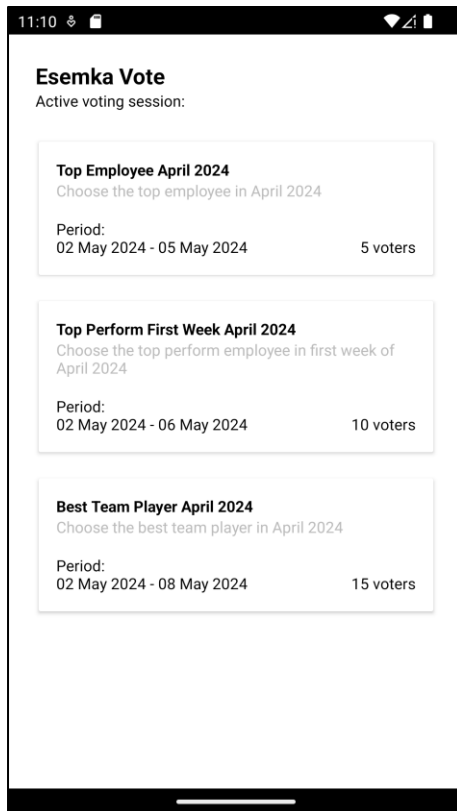 11:10
Esemka Vote
Active voting session:
Top Employee April 2024
Choose the top employee in April 2024
Period:
02 May 2024 - 05 May 2024 5 voters
Top Perform First Week April 2024
Choose the top perform employee in first week of
April 2024
Period:
02 May 2024 - 06 May 2024 10 voters
Best Team Player April 2024
Choose the best team player in April 2024
Period:
02 May 2024 - 08 May 2024 15 voters